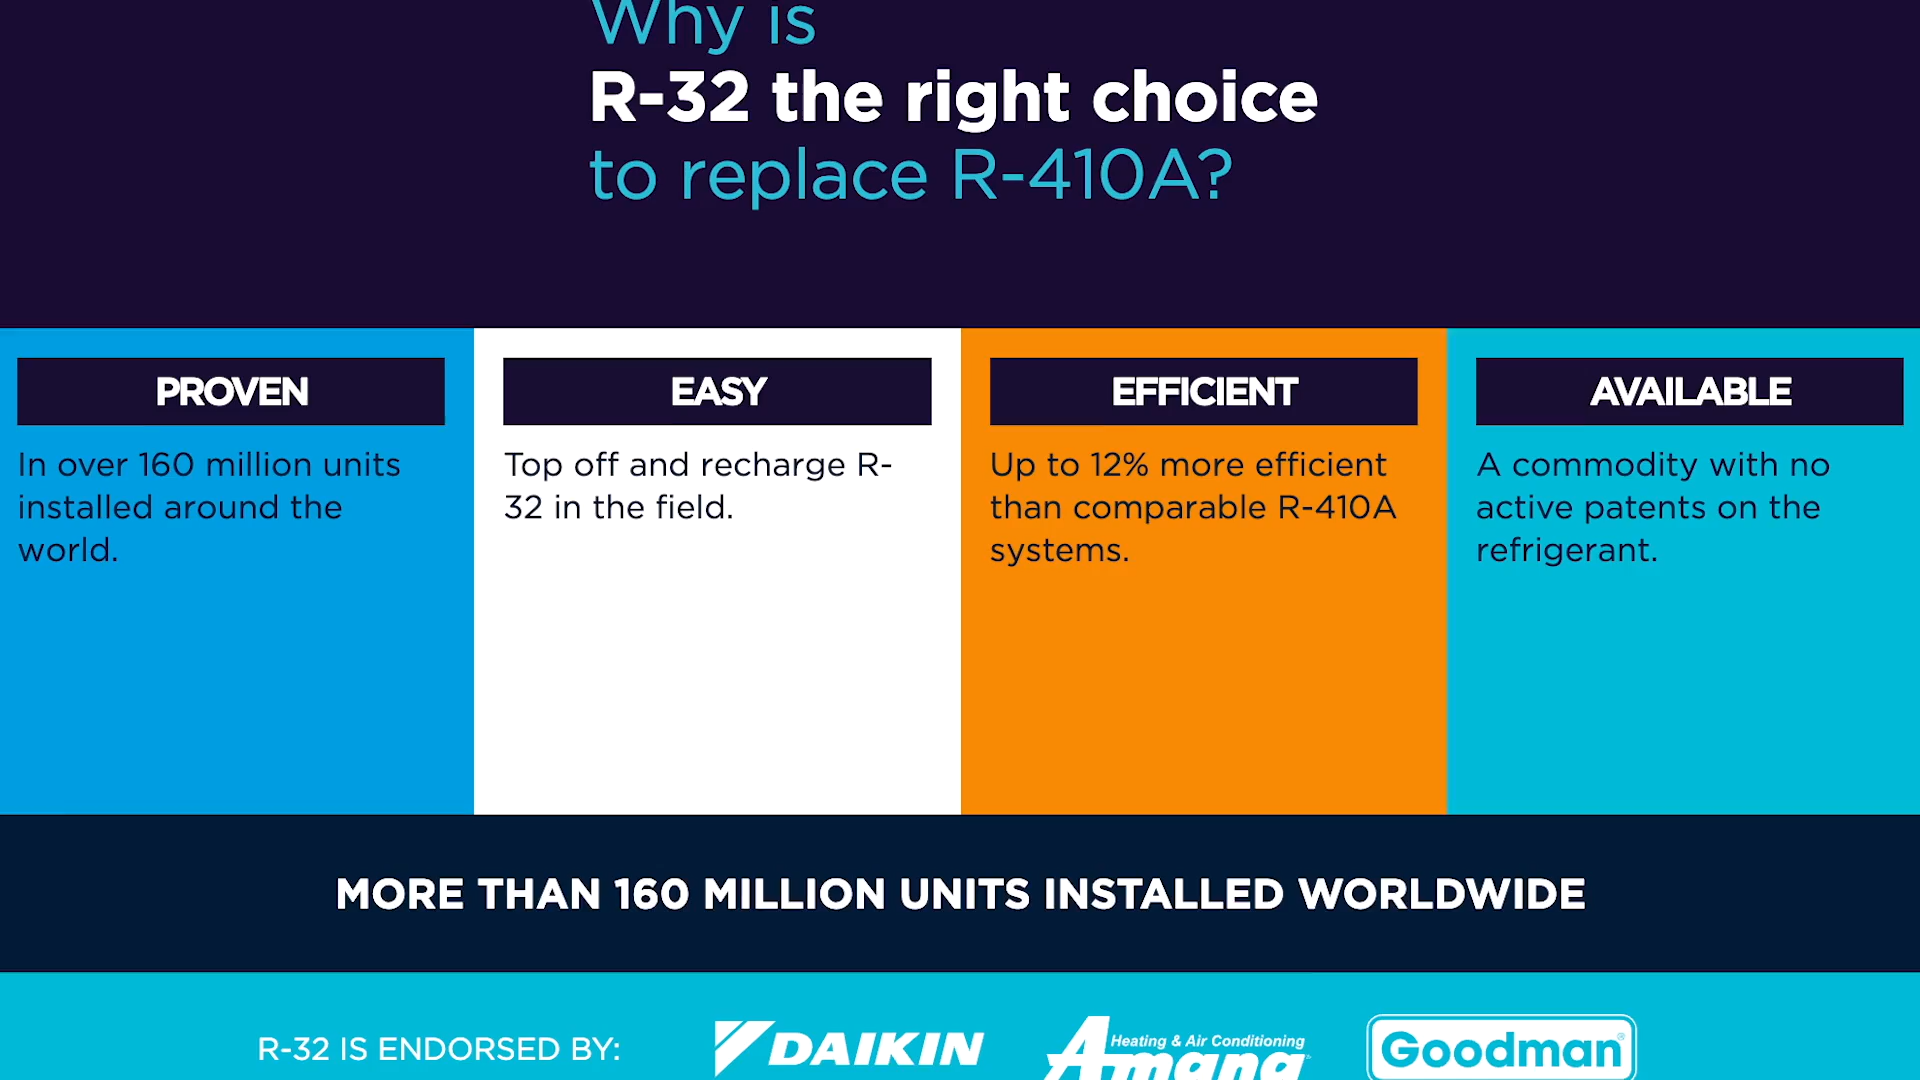 Why is
R-32 the right choice
to replace R-410A?
PROVEN
In over 160 million units
installed around the
world.
EASY
Top off and recharge R-
32 in the field.
EFFICIENT
Up to 12% more efficient
than comparable R-410A
systems.
AVAILABLE
A commodity with no
active patents on the
refrigerant.
MORE THAN 160 MILLION UNITS INSTALLED WORLDWIDE
R-32 IS ENDORSED BY:
DAIKIN
Heating & Air Conditioning
Amana
Goodman®